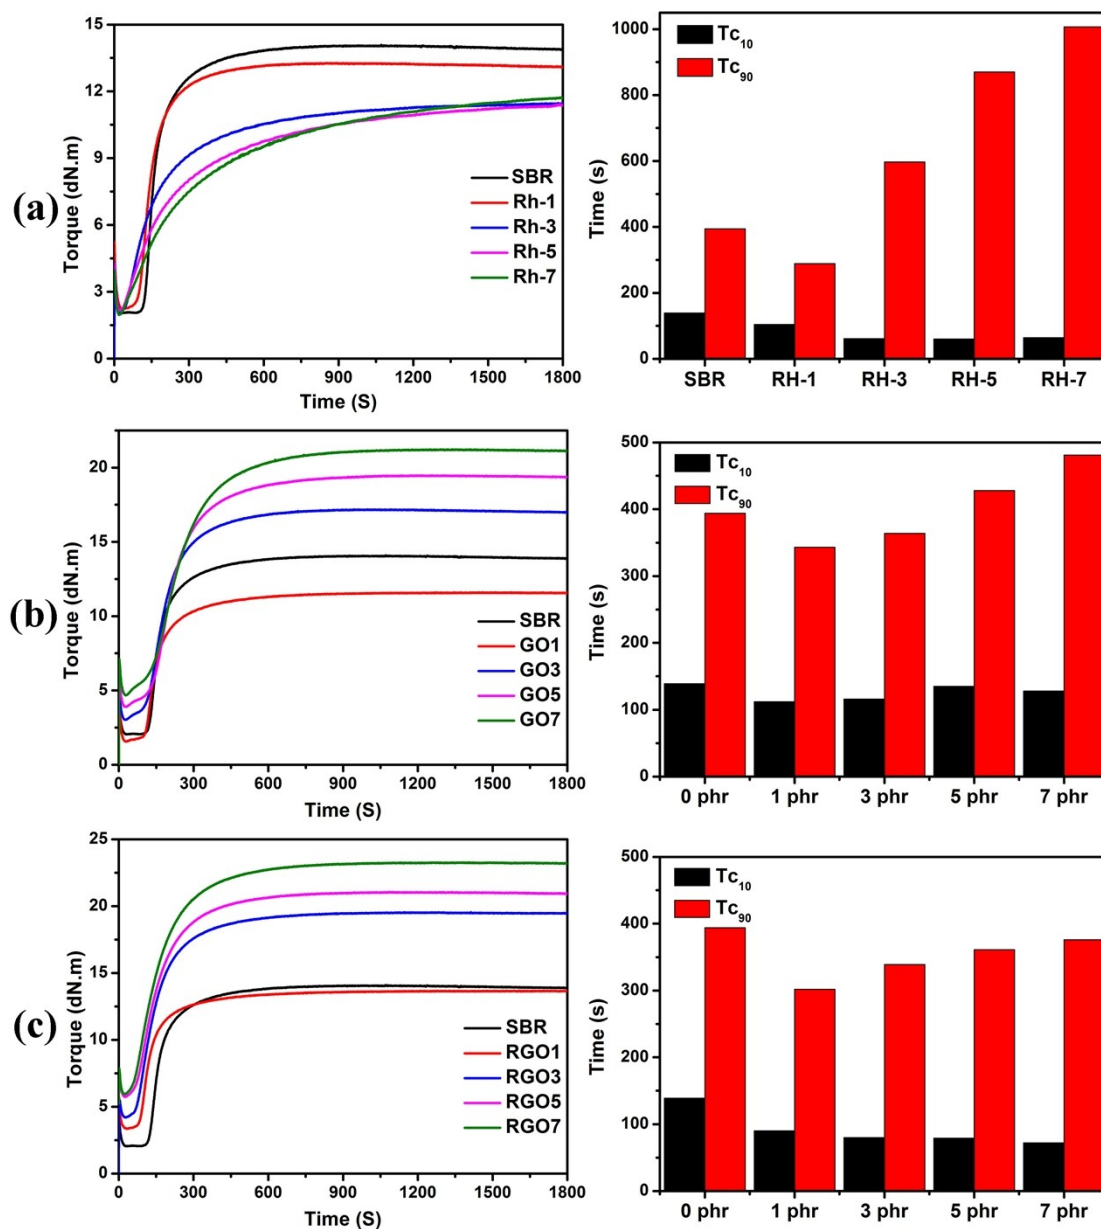 (a)
Torque (dN.m)
15
12
9
6
3
0
SBR
Rh-1
Rh-3
Rh-5
Rh-7
0 300 600 900 1200 1500 1800
Time (S)
Time (s)
1000
800
600
400
200
0
Tc10
Tc90
SBR RH-1 RH-3 RH-5 RH-7
(b)
Torque (dN.m)
20
15
10
5
0
SBR
GO1
GO3
GO5
GO7
0 300 600 900 1200 1500 1800
Time (S)
Time (s)
500
400
300
200
100
0
Tc10
Tc90
0 phr 1 phr 3 phr 5 phr 7 phr
(c)
Torque (dN.m)
25
20
15
10
5
0
SBR
RGO1
RGO3
RGO5
RGO7
0 300 600 900 1200 1500 1800
Time (S)
Time (s)
500
400
300
200
100
0
Tc10
Tc90
0 phr 1 phr 3 phr 5 phr 7 phr